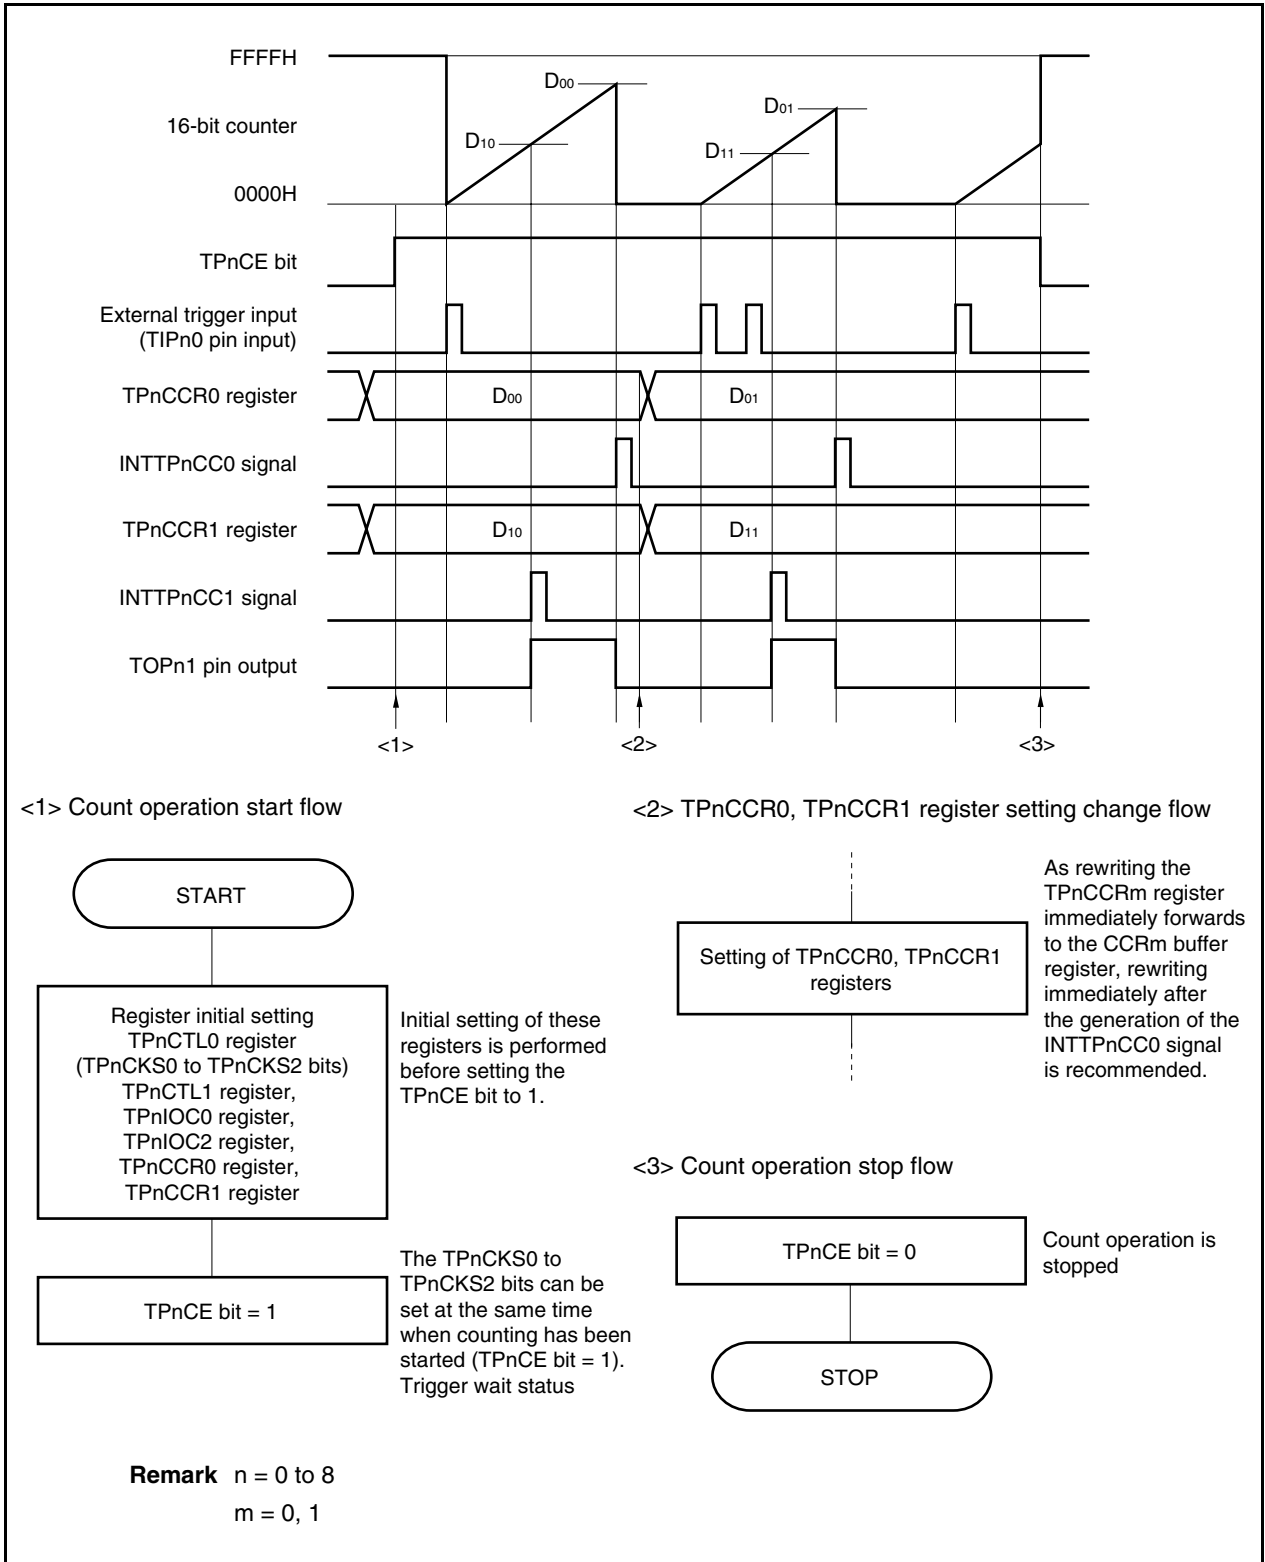 FFFFH
16-bit counter
0000H
D00
D10
D01
D11
TPnCE bit
External trigger input
(TIPn0 pin input)
TPnCCR0 register
D00
D01
INTTPnCC0 signal
TPnCCR1 register
D10
D11
INTTPnCC1 signal
TOPn1 pin output
<1>
<2>
<3>
<1> Count operation start flow
START
Register initial setting
TPnCTL0 register
(TPnCKS0 to TPnCKS2 bits)
TPnCTL1 register,
TPnIOC0 register,
TPnIOC2 register,
TPnCCR0 register,
TPnCCR1 register
Initial setting of these
registers is performed
before setting the
TPnCE bit to 1.
TPnCE bit = 1
The TPnCKS0 to
TPnCKS2 bits can be
set at the same time
when counting has been
started (TPnCE bit = 1).
Trigger wait status
<2> TPnCCR0, TPnCCR1 register setting change flow
Setting of TPnCCR0, TPnCCR1
registers
As rewriting the
TPnCCRm register
immediately forwards
to the CCRm buffer
register, rewriting
immediately after
the generation of the
INTTPnCC0 signal
is recommended.
<3> Count operation stop flow
TPnCE bit = 0
Count operation is
stopped
STOP
Remark n = 0 to 8
m = 0, 1